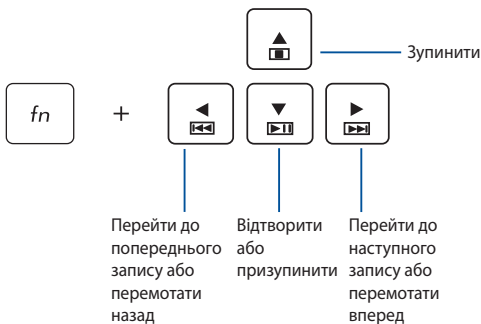 Зупинити
fn
+
Перейти до
попереднього
запису або
перемотати
назад
Відтворити
або
призупинити
Перейти до
наступного
запису або
перемотати
вперед